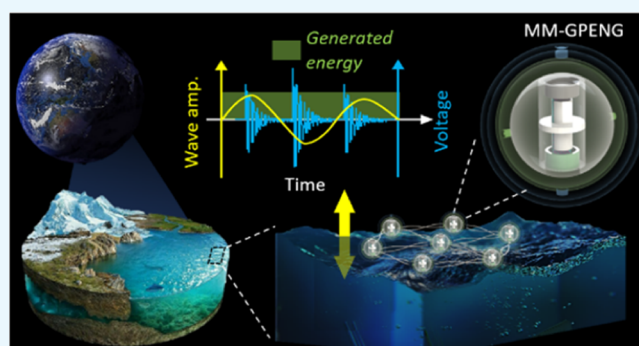 MM-GPENG
Generated
energy
Wave amp.
Voltage
Time